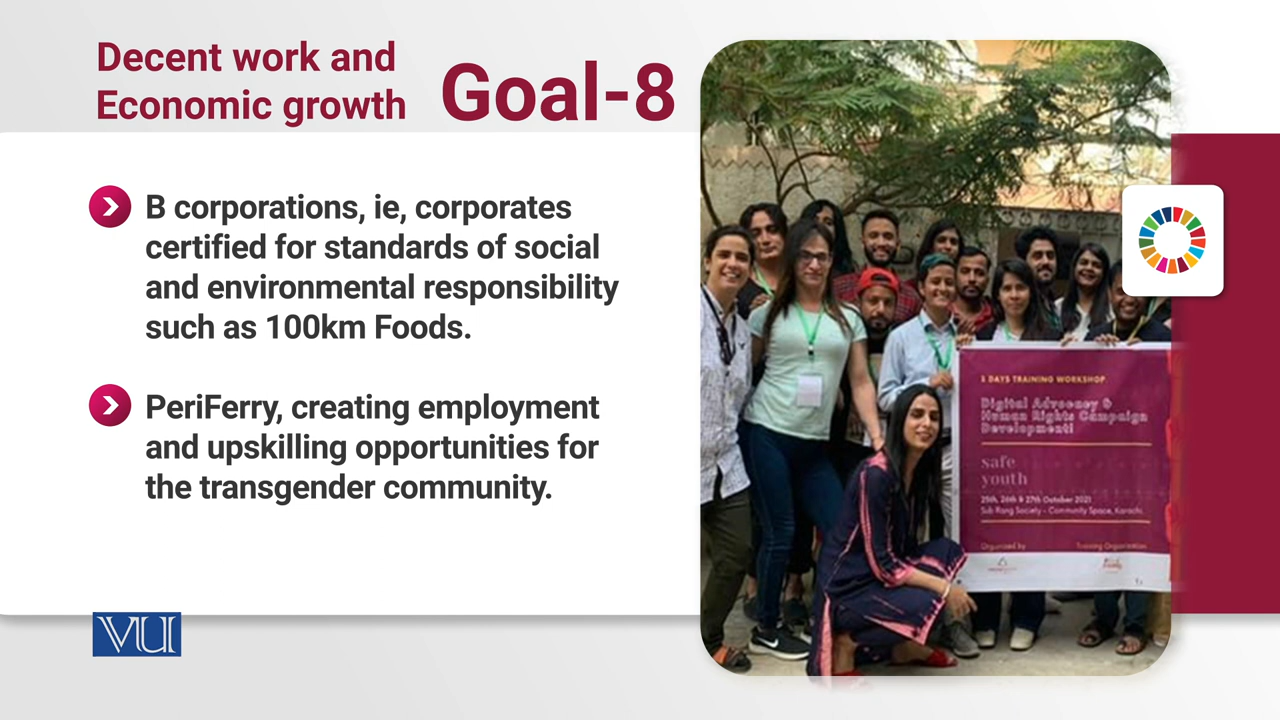 Decent work and
Economic growth
Goal-8
B corporations, ie, corporates
certified for standards of social
and environmental responsibility
such as 100km Foods.
PeriFerry, creating employment
and upskilling opportunities for
the transgender community.
VU
3 DAYS TRAINING WORKSHOP
Digital Advocacy &
Human Rights Campaign
Development!
safe
youth
25th, 26th & 27th October 2021
Sub Rang Society - Community Space, Karachi.
Organized by
Training Organization